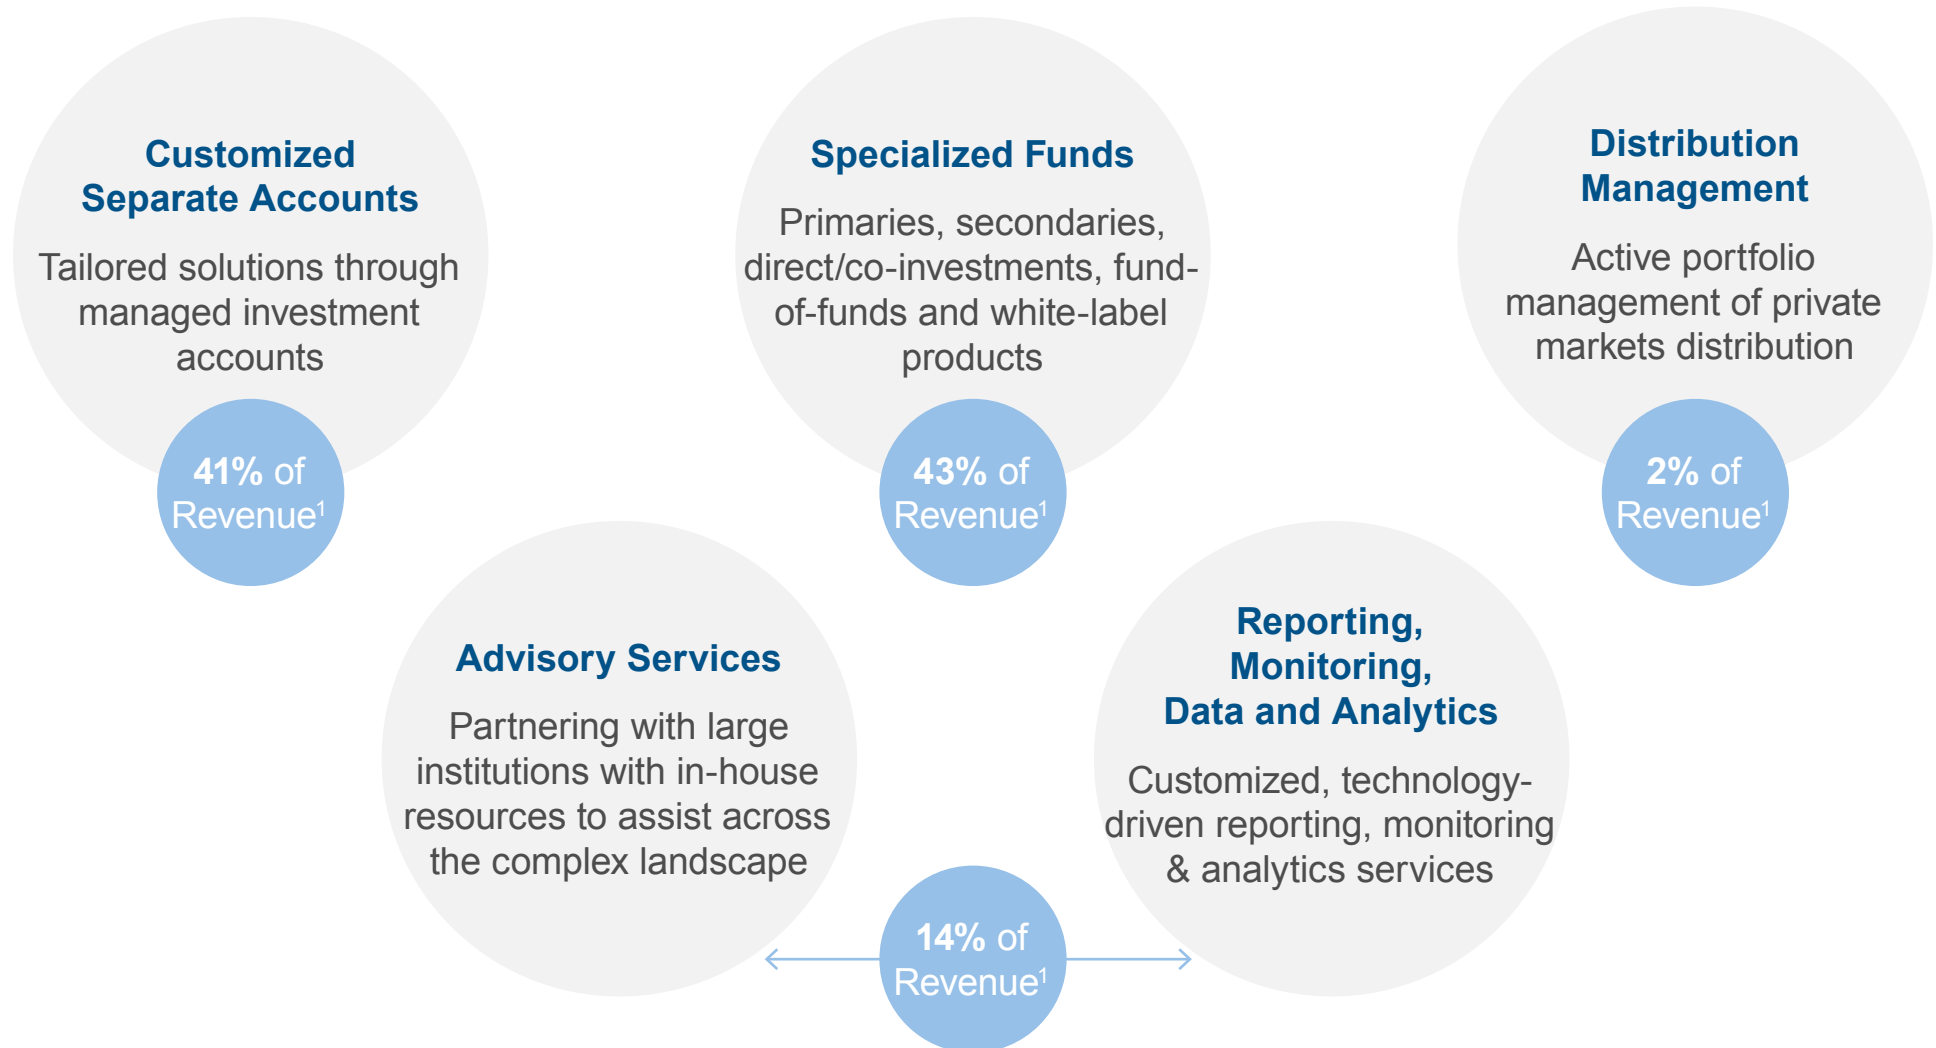 Customized
Separate Accounts
Tailored solutions through
managed investment
accounts
41% of
Revenue1
Specialized Funds
Primaries, secondaries,
direct/co-investments, fund-
of-funds and white-label
products
43% of
Revenue1
Distribution
Management
Active portfolio
management of private
markets distribution
2% of
Revenue1
Advisory Services
Partnering with large
institutions with in-house
resources to assist across
the complex landscape
Reporting,
Monitoring,
Data and Analytics
Customized, technology-
driven reporting, monitoring
& analytics services
14% of
Revenue1